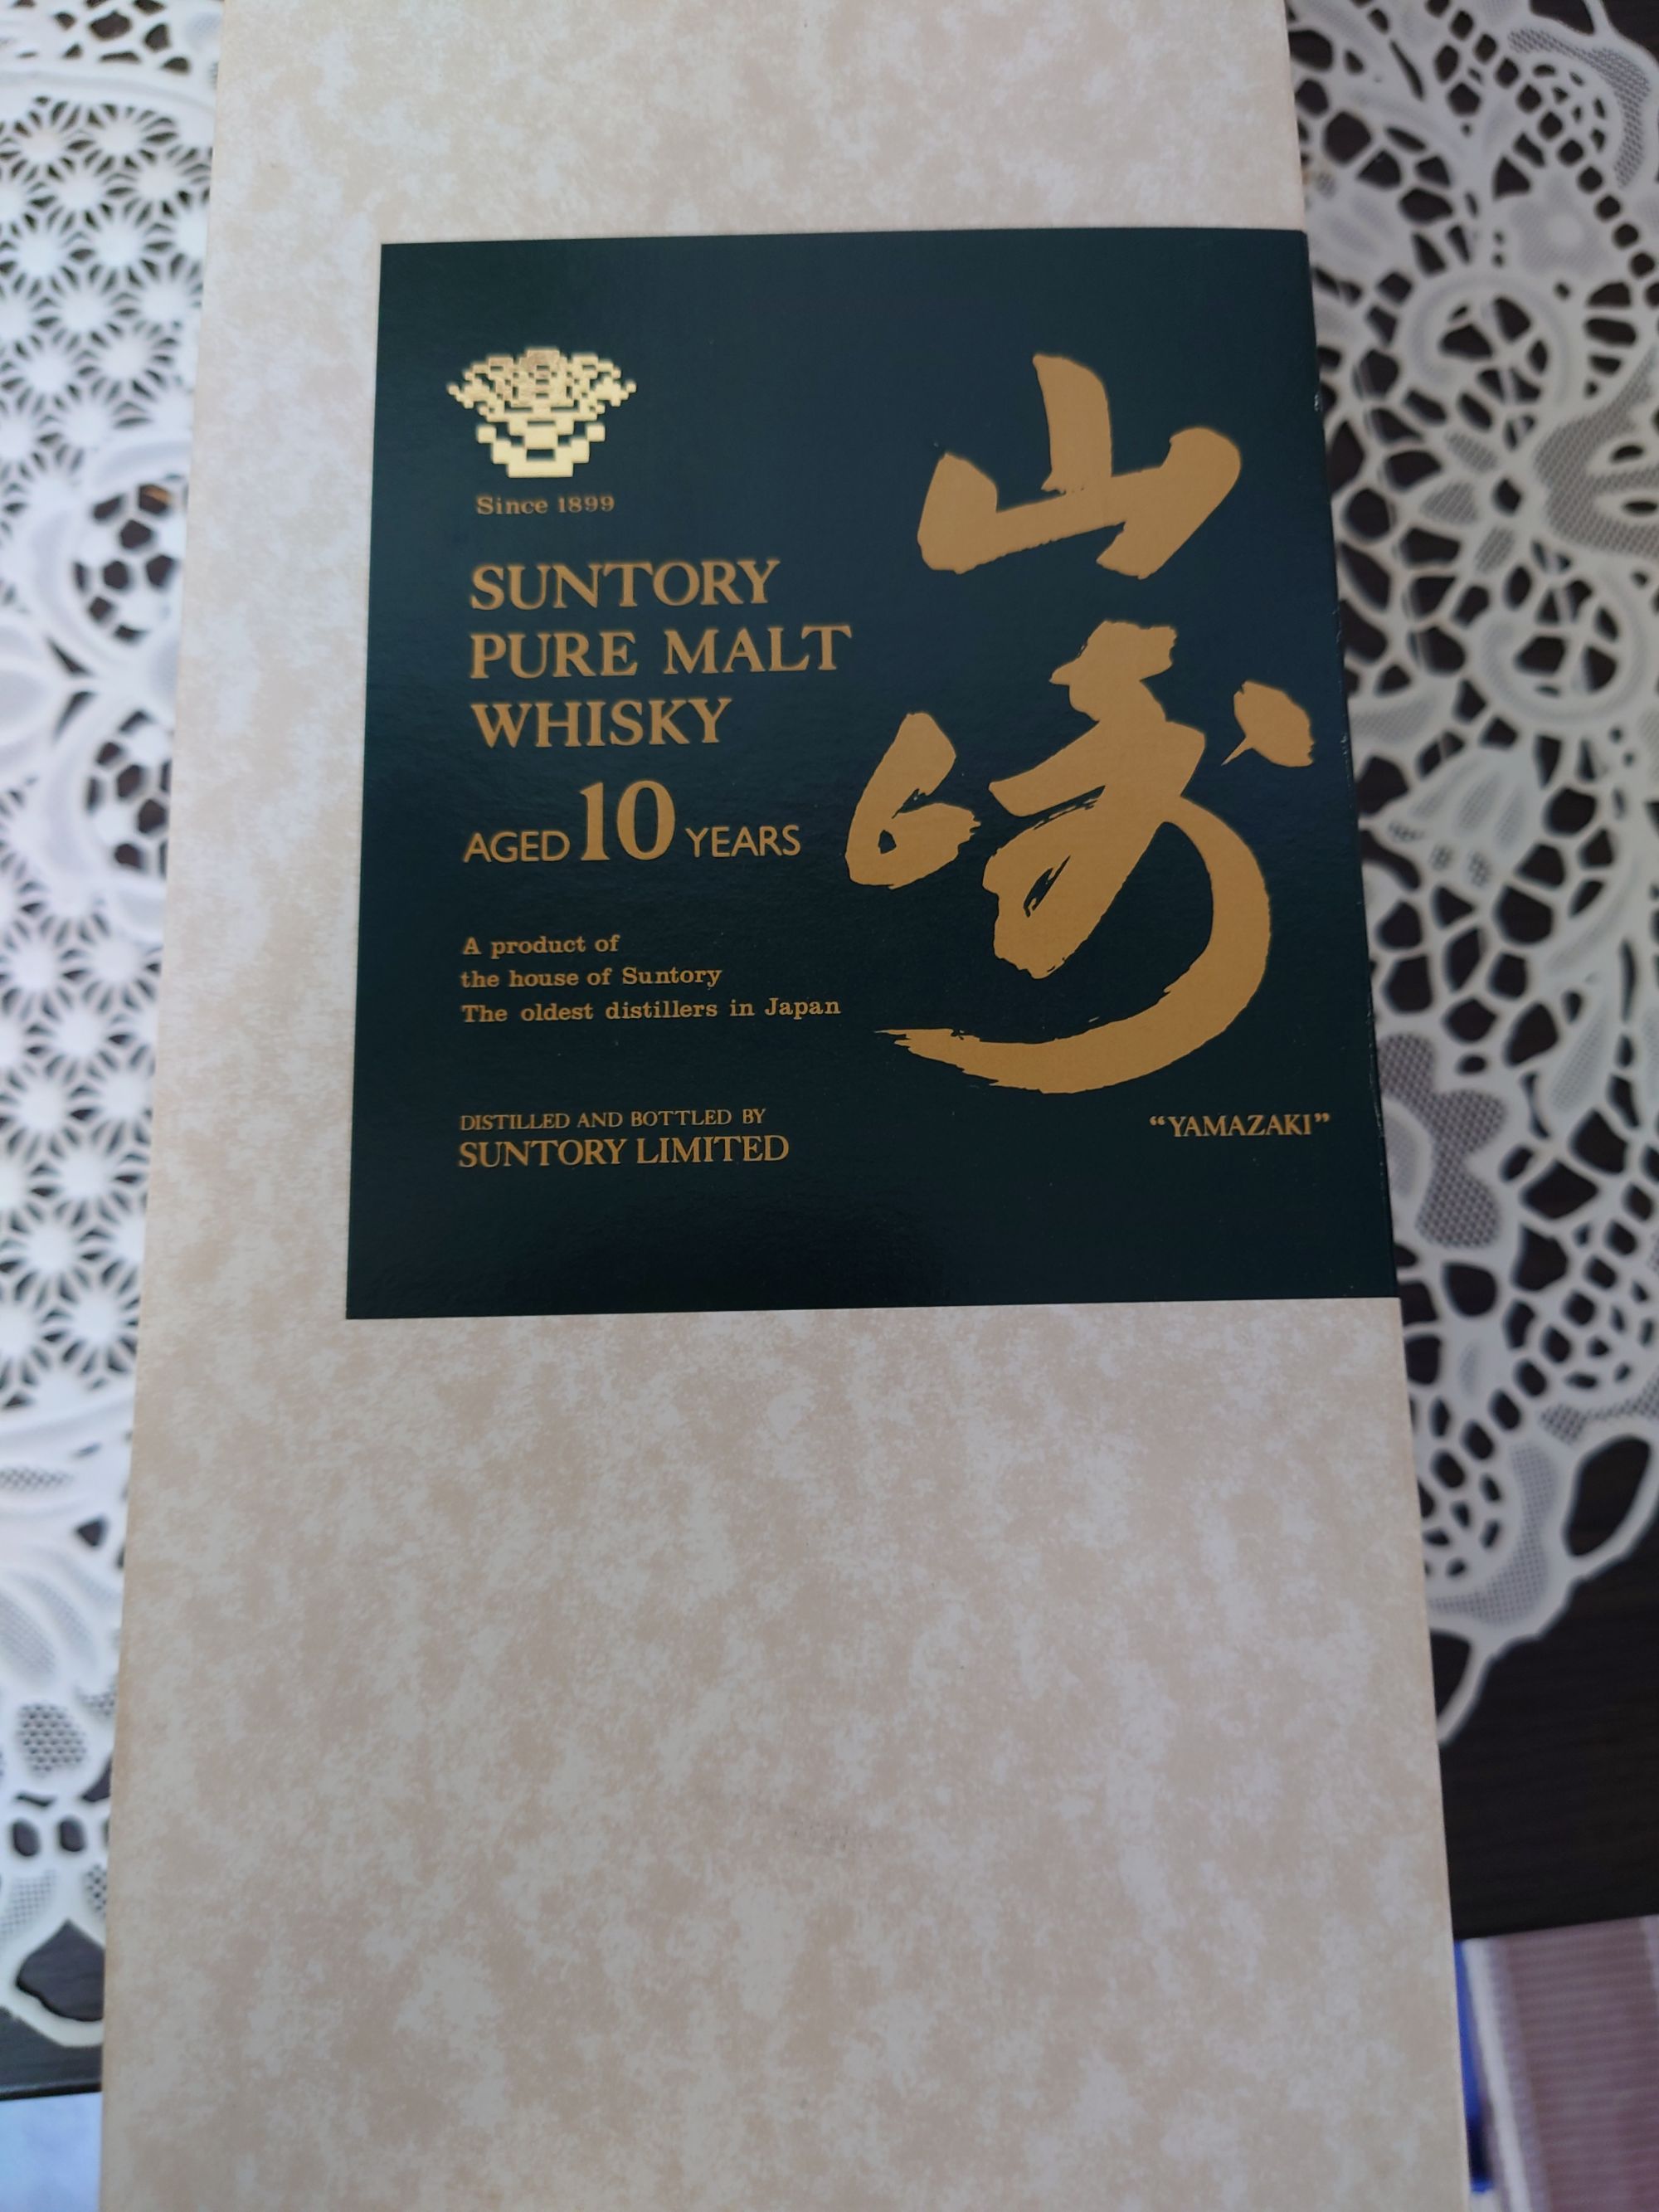 Since 1899
SUNTORY
PURE MALT
WHISKY
AGED 10 YEARS
A product of
the house of Suntory
The oldest distillers in Japan
DISTILLED AND BOTTLED BY
SUNTORY LIMITED
山崎
“YAMAZAKI”